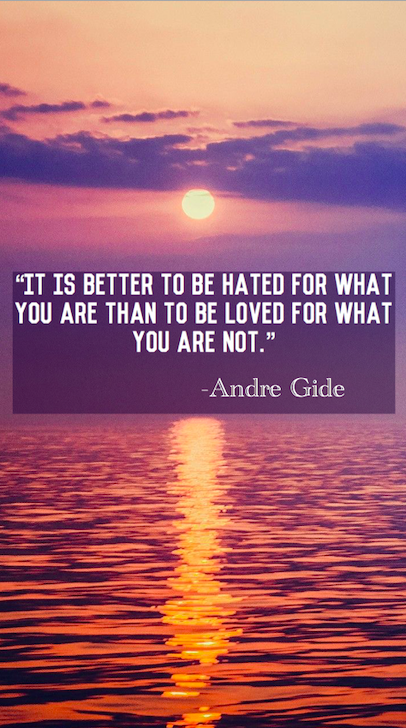 “IT IS BETTER TO BE HATED FOR WHAT
YOU ARE THAN TO BE LOVED FOR WHAT
YOU ARE NOT.”
-Andre Gide